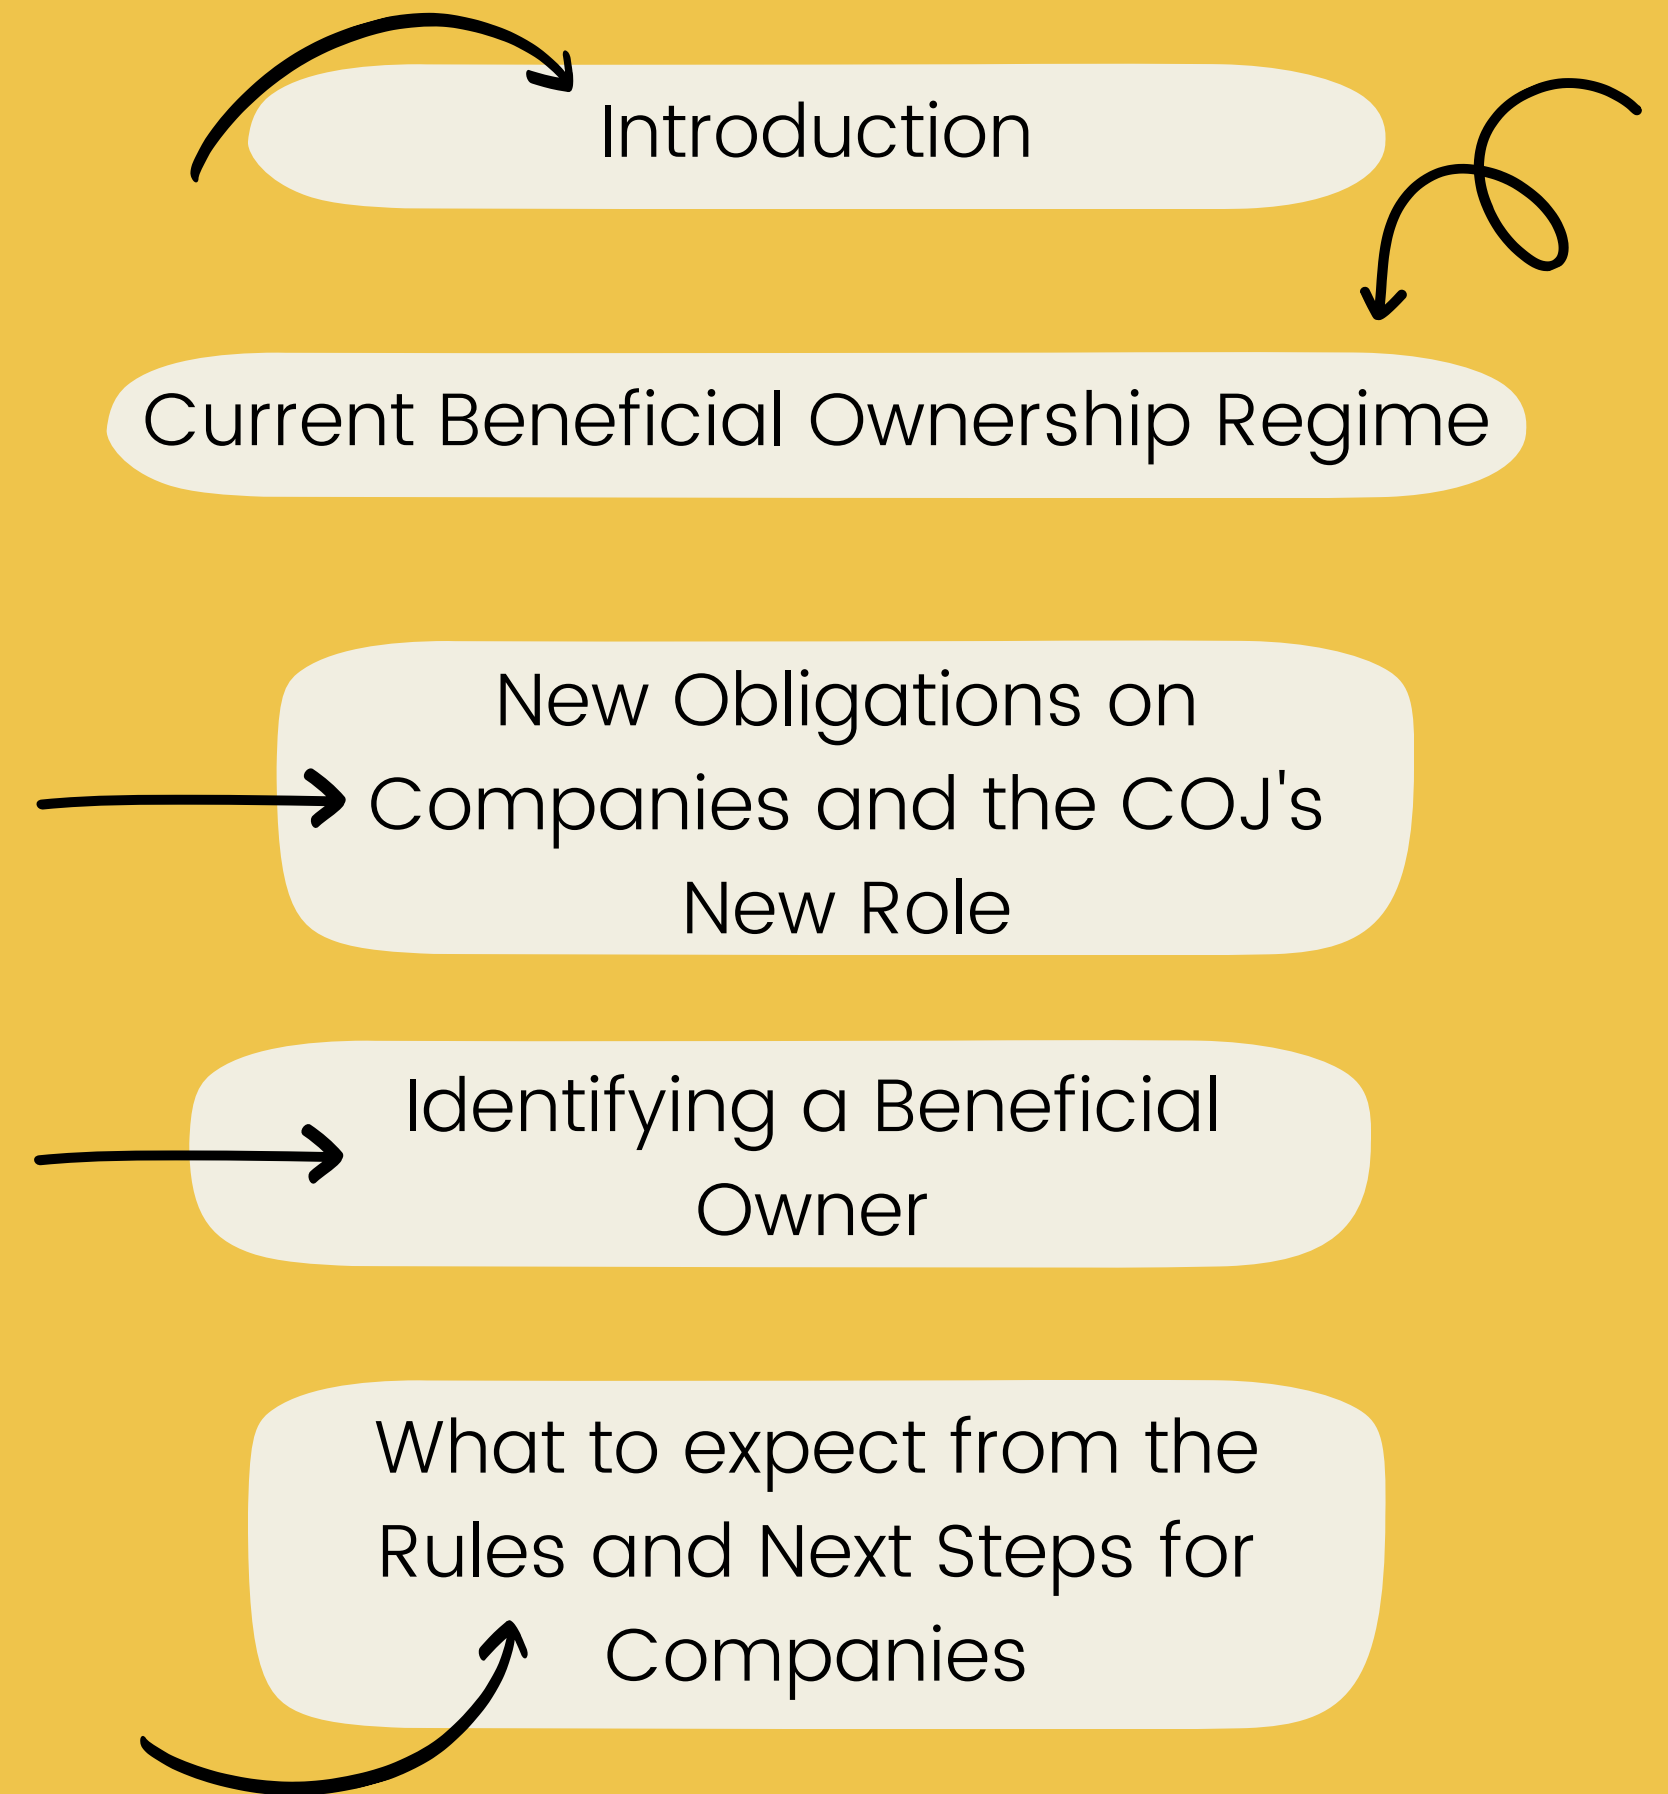 Introduction
Current Beneficial Ownership Regime
New Obligations on
Companies and the COJ's
New Role
Identifying a Beneficial
Owner
What to expect from the
Rules and Next Steps for
Companies